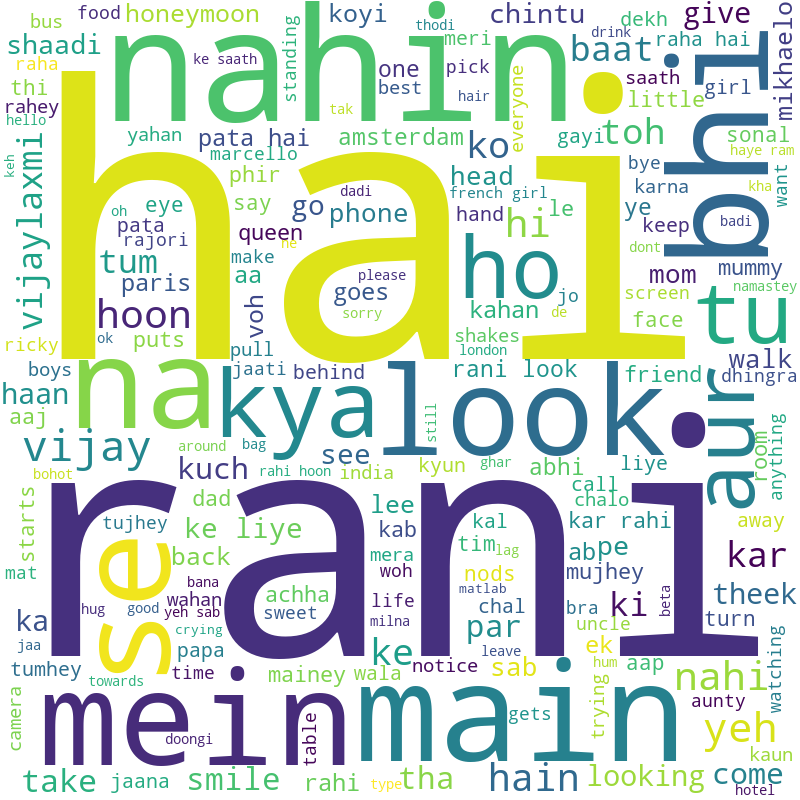 food honeymoon koyi thodi chintu drink dekh give
bus nahin meri raha hai mikhaelo
shaadi ke saath standing one pick baat saath girl
raha best hair little
thi tak everyone bhi
rahey hello yahan pata hai amsterdam ko gayi toh sonal
keh marcello hai head bye haye ram
vijaylaxmi phir dadi french girl karna kha want
oh eye say go phone hand hi le ye keep badi
pata rajori queen he dont
tum make please mom mummy
paris aa goes kahan jo screen namastey
hoon voh sorry shakes face tu
ricky ok puts pull london walk
boys jaati behind rani look friend dhingra
haan na kya look aur
aaj still
vijay around bag see kyun ghar abhi liye room anything
bohot kuch rahi hoon india call
starts dad lee chalo
tujhey ke liye kab kal kar rahi away
rani tim lag ab pe
mat se back mera woh nods mujhey kar
bana achha matlab beta theek
hug good wahan yeh sab sweet life chal bra ki
ka crying milna par uncle turn
jaa papa leave ek
tumhey time ke notice sab aap nahi watching
towards mainey wala hum
camera mein main trying aunty
doongi table gets yeh
kaun
take jaana smile rahi type tha hain looking come
de hotel